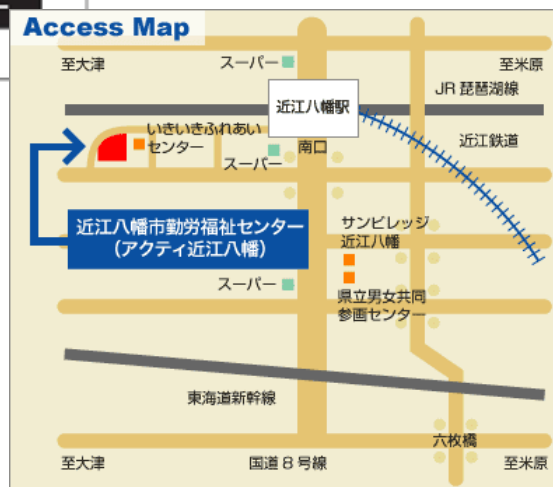 Access Map
至大津
スーパー
至米原
JR 琵琶湖線
近江八幡駅
いきいきふれあい
センター
スーパー
南口
近江鉄道
近江八幡市勤労福祉センター
（アクティ近江八幡）
サンビレッジ
近江八幡
スーパー
県立男女共同
参画センター
東海道新幹線
六枚橋
至大津
国道8号線
至米原